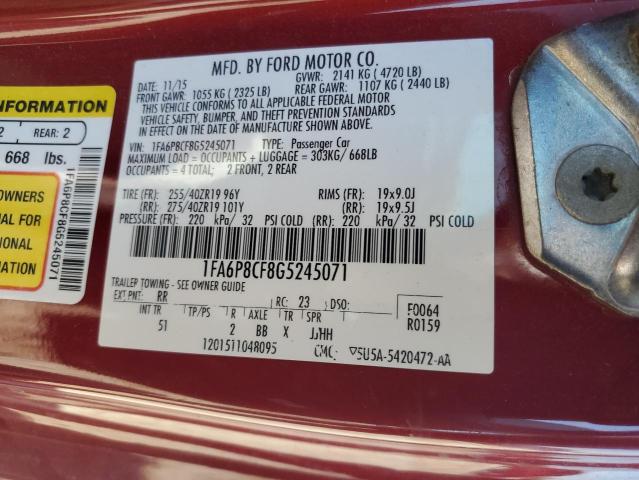 MFD. BY FORD MOTOR CO.
DATE: 11/15 GVWR: 2141 KG ( 4720 LB)
FRONT GAWR: 1055 KG ( 2325 LB) REAR GAWR: 1107 KG ( 2440 LB)
THIS VEHICLE CONFORMS TO ALL APPLICABLE FEDERAL MOTOR
VEHICLE SAFETY, BUMPER, AND THEFT PREVENTION STANDARDS
IN EFFECT ON THE DATE OF MANUFACTURE SHOWN ABOVE.
VIN: 1FA6P8CF8G5245071 TYPE: Passenger Car
MAXIMUM LOAD = OCCUPANTS + LUGGAGE = 303KG/ 668LB
OCCUPANTS = 4 TOTAL; 2 FRONT, 2 REAR
TIRE (FR): 255/40ZR19 96Y RIMS (FR): 19x9.0J
(RR): 275/40ZR19 101Y (RR): 19x9.5J
PRESSURE (FR): 220 kPa/ 32 PSI COLD (RR): 220 kPa/ 32 PSI COLD
1FA6P8CF8G5245071
TRAILER TOWING - SEE OWNER GUIDE
EXT PNT: RR RC: 23 DSO: F0064
INT TR TP/PS R AXLE TR SPR R0159
51 2 BB X JJHH
1201511048095
5U5A-5420472-AA
INFORMATION
2 REAR: 2
668 lbs.
OWNERS
IAL FOR
ONAL
ATION
1FA6P8CF8G5245071